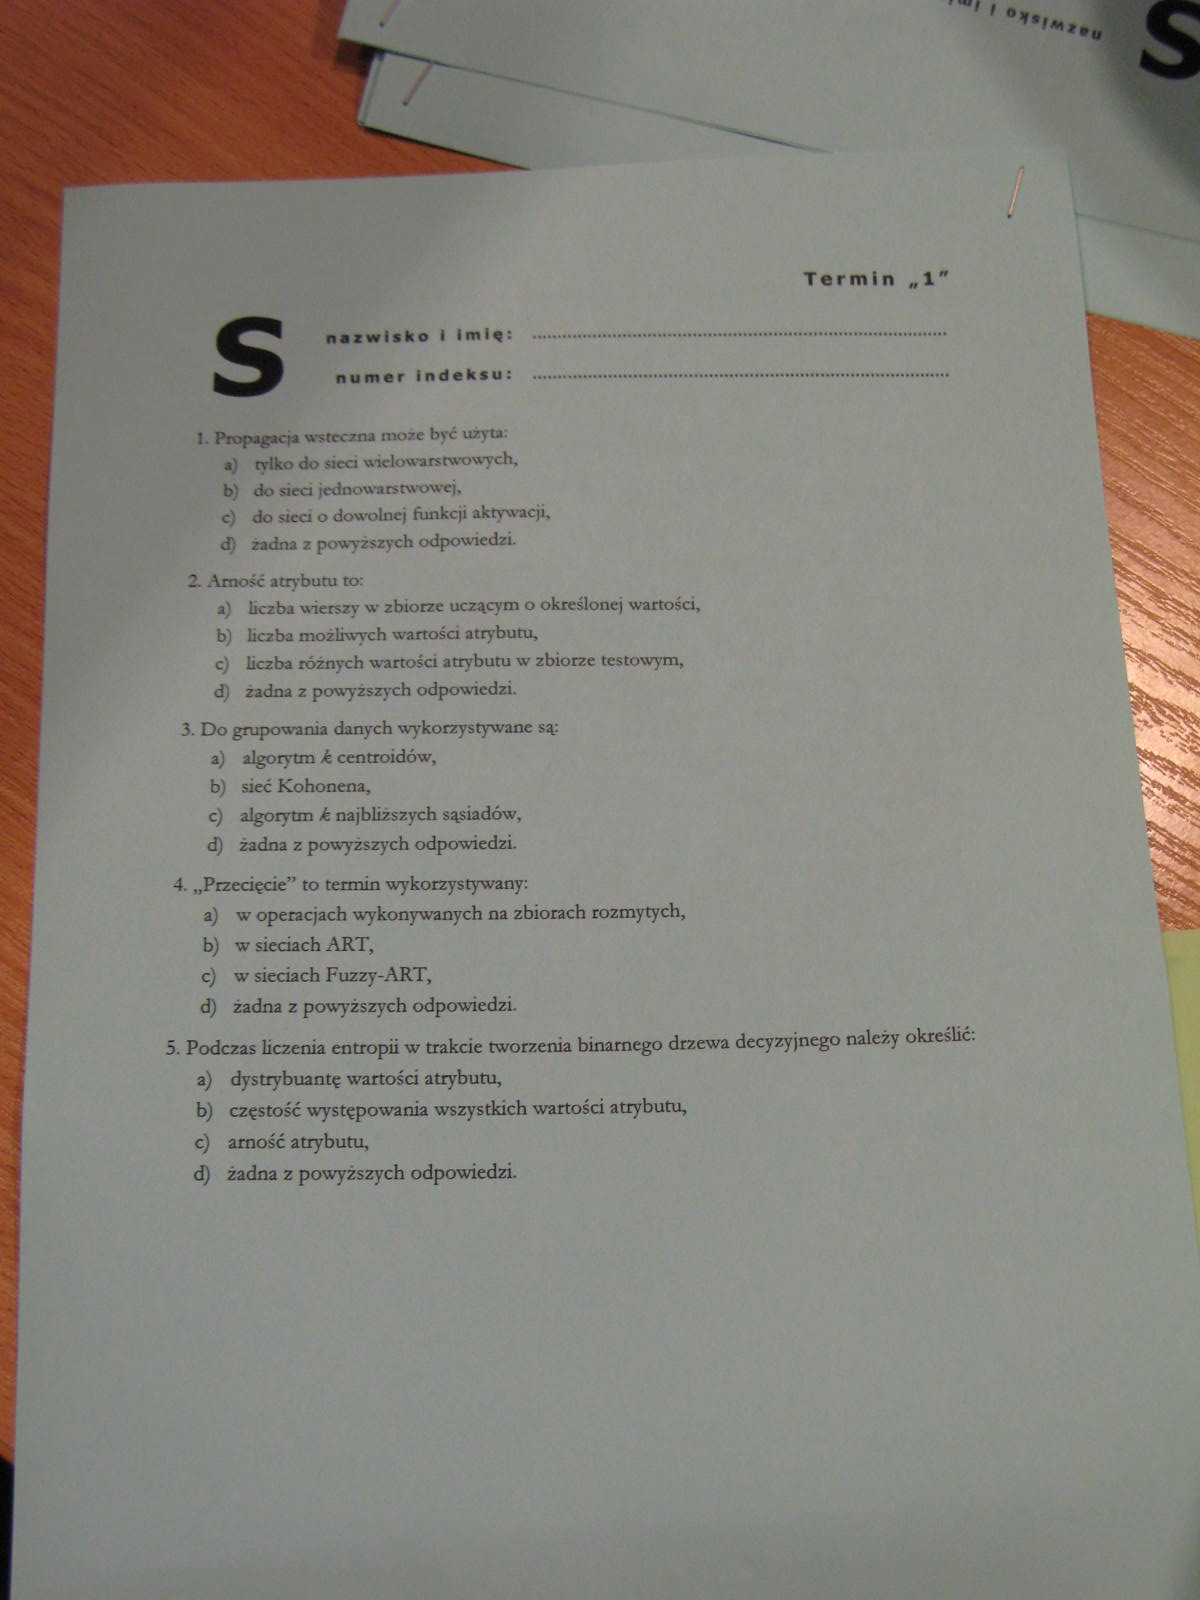 nazwisko i imi
S
Termin „1”
S
nazwisko i imię: ................................................
numer indeksu: ................................................
1. Propagacja wsteczna może być użyta:
a) tylko do sieci wielowarstwowych,
b) do sieci jednowarstwowej,
c) do sieci o dowolnej funkcji aktywacji,
d) żadna z powyższych odpowiedzi.
2. Arność atrybutu to:
a) liczba wierszy w zbiorze uczącym o określonej wartości,
b) liczba możliwych wartości atrybutu,
c) liczba różnych wartości atrybutu w zbiorze testowym,
d) żadna z powyższych odpowiedzi.
3. Do grupowania danych wykorzystywane są:
a) algorytm k centroidów,
b) sieć Kohonena,
c) algorytm k najbliższych sąsiadów,
d) żadna z powyższych odpowiedzi.
4. „Przecięcie” to termin wykorzystywany:
a) w operacjach wykonywanych na zbiorach rozmytych,
b) w sieciach ART,
c) w sieciach Fuzzy-ART,
d) żadna z powyższych odpowiedzi.
5. Podczas liczenia entropii w trakcie tworzenia binarnego drzewa decyzyjnego należy określić:
a) dystrybuantę wartości atrybutu,
b) częstość występowania wszystkich wartości atrybutu,
c) arność atrybutu,
d) żadna z powyższych odpowiedzi.